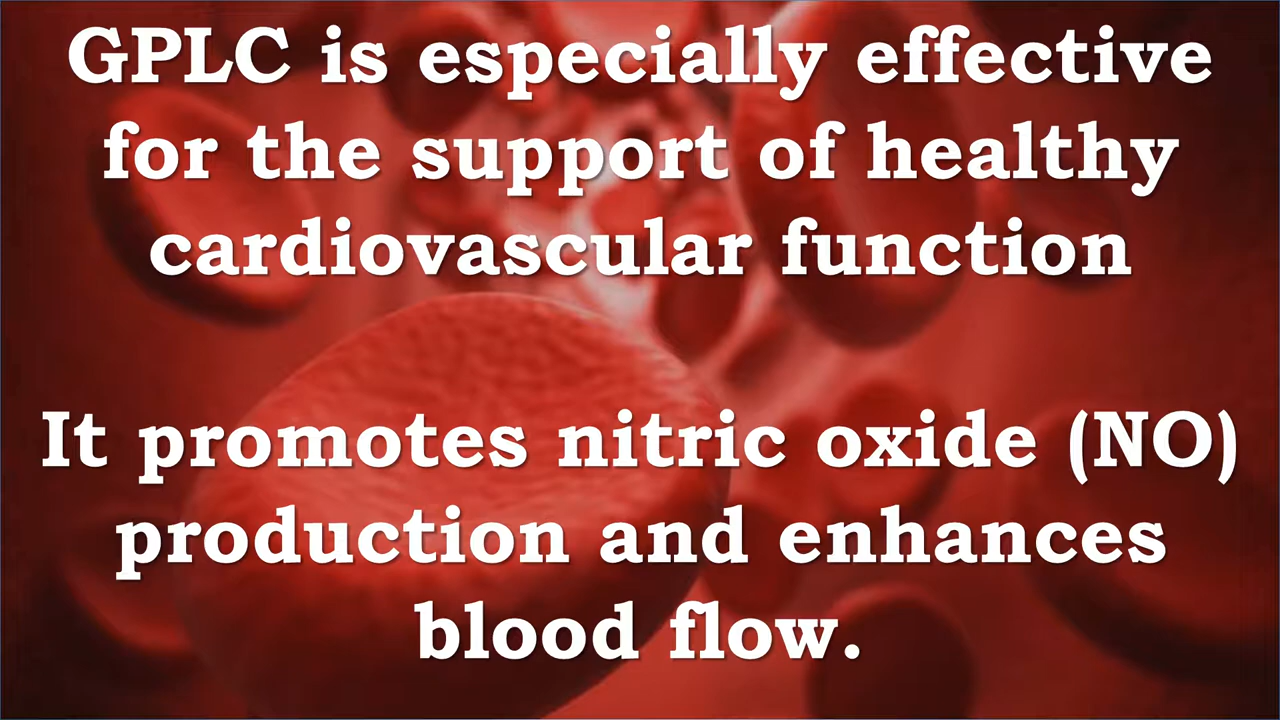 GPLC is especially effective
for the support of healthy
cardiovascular function
It promotes nitric oxide (NO)
production and enhances
blood flow.